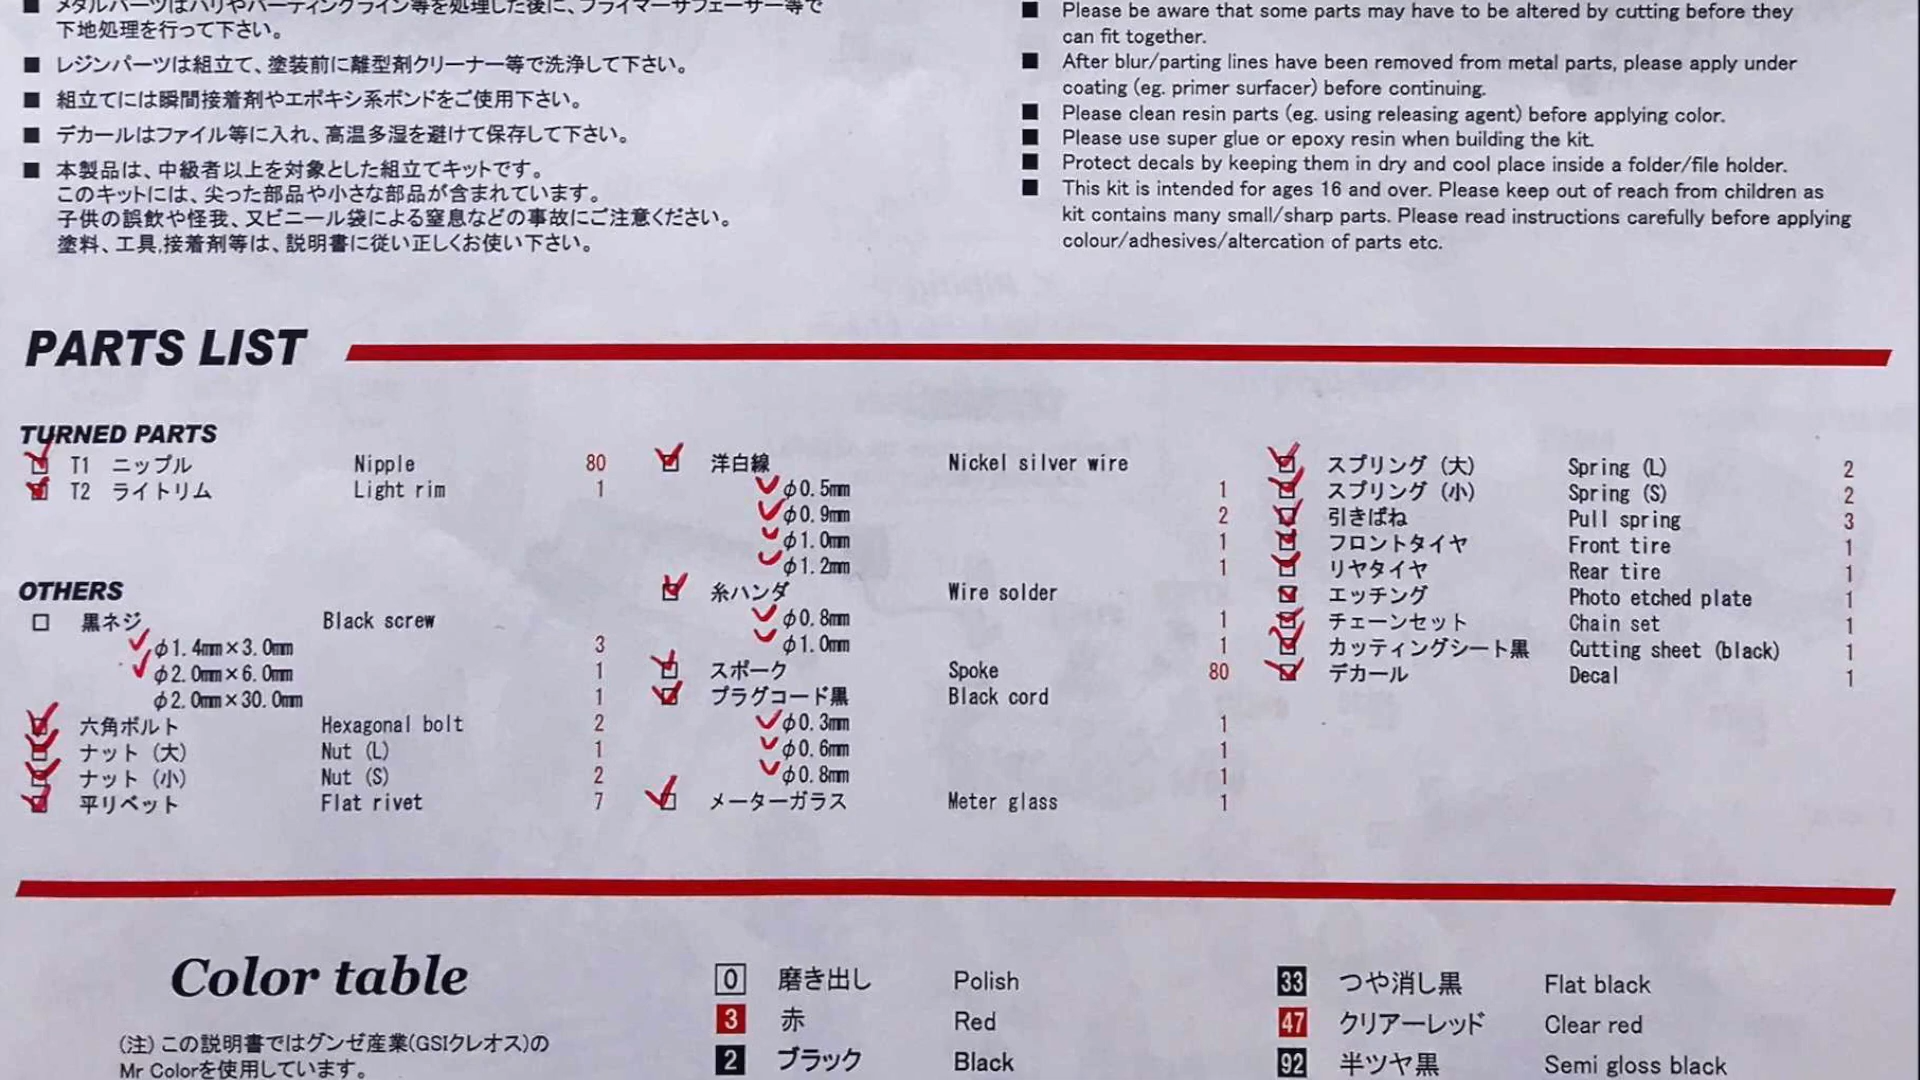 ■ メタルパーツはバリやパーティングライン等を処理した後に、プライマーサフェーサー等で
下地処理を行って下さい。
■ レジンパーツは組立て、塗装前に離型剤クリーナー等で洗浄して下さい。
■ 組立てには瞬間接着剤やエポキシ系ボンドをご使用下さい。
■ デカールはファイル等に入れ、高温多湿を避けて保存して下さい。
■ 本製品は、中級者以上を対象とした組立てキットです。
このキットには、尖った部品や小さな部品が含まれています。
子供の誤飲や怪我、又ビニール袋による窒息などの事故にご注意ください。
塗料、工具,接着剤等は、説明書に従い正しくお使い下さい。
■ Please be aware that some parts may have to be altered by cutting before they
can fit together.
■ After blur/parting lines have been removed from metal parts, please apply under
coating (eg. primer surfacer) before continuing.
■ Please clean resin parts (eg. using releasing agent) before applying color.
■ Please use super glue or epoxy resin when building the kit.
■ Protect decals by keeping them in dry and cool place inside a folder/file holder.
■ This kit is intended for ages 16 and over. Please keep out of reach from children as
kit contains many small/sharp parts. Please read instructions carefully before applying
colour/adhesives/altercation of parts etc.
PARTS LIST
TURNED PARTS
T1 ニップル Nipple 80
T2 ライトリム Light rim 1
OTHERS
黒ネジ Black screw
φ1.4mm×3.0mm 3
φ2.0mm×6.0mm 1
φ2.0mm×30.0mm 1
六角ボルト Hexagonal bolt 2
ナット (大) Nut (L) 1
ナット (小) Nut (S) 2
平リベット Flat rivet 7
洋白線 Nickel silver wire
φ0.5mm 1
φ0.9mm 2
φ1.0mm 1
φ1.2mm 1
糸ハンダ Wire solder
φ0.8mm 1
φ1.0mm 1
スポーク Spoke 80
プラグコード黒 Black cord
φ0.3mm 1
φ0.6mm 1
φ0.8mm 1
メーターガラス Meter glass 1
スプリング (大) Spring (L) 2
スプリング (小) Spring (S) 2
引きばね Pull spring 3
フロントタイヤ Front tire 1
リヤタイヤ Rear tire 1
エッチング Photo etched plate 1
チェーンセット Chain set 1
カッティングシート黒 Cutting sheet (black) 1
デカール Decal 1
Color table
(注) この説明書ではグンゼ産業(GSIクレオス)の
Mr Colorを使用しています。
0 磨き出し Polish
3 赤 Red
2 ブラック Black
33 つや消し黒 Flat black
47 クリアーレッド Clear red
92 半ツヤ黒 Semi gloss black